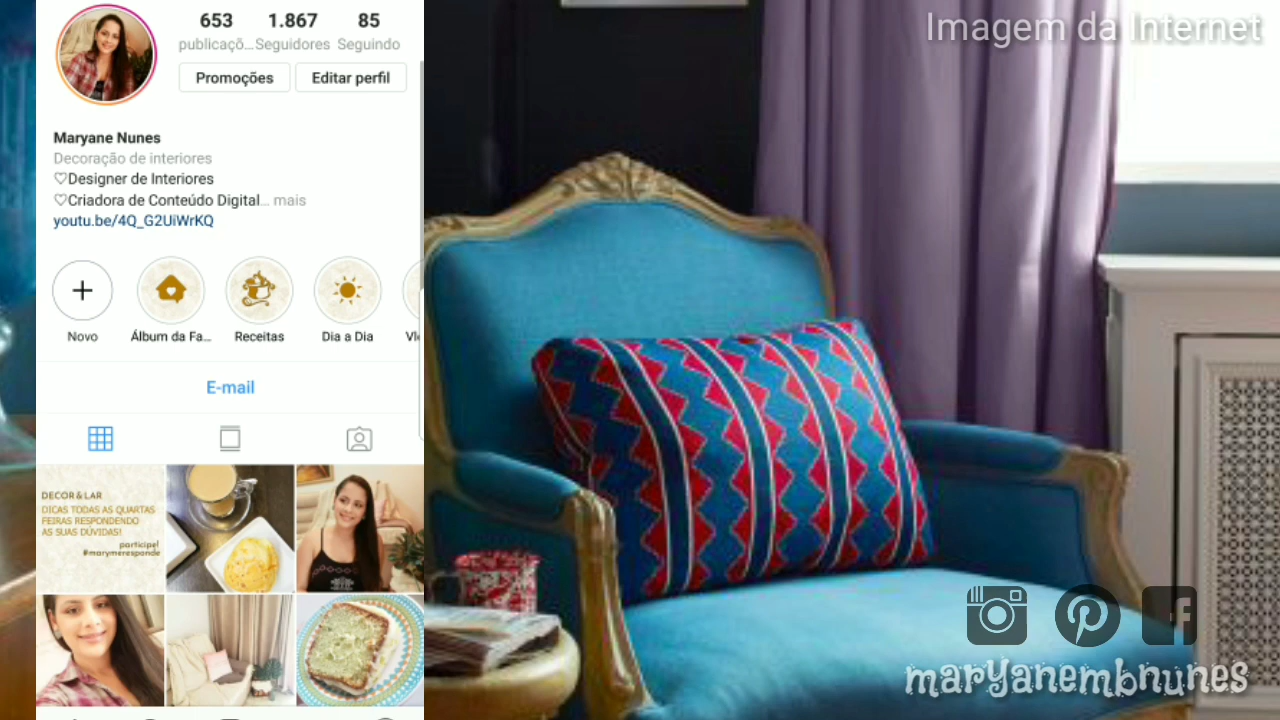 653 1.867 85
publicaçõ... Seguidores Seguindo
Promoções Editar perfil
Maryane Nunes
Decoração de interiores
♡Designer de Interiores
♡Criadora de Conteúdo Digital... mais
youtu.be/4Q_G2UiWrKQ
Novo Álbum da Fa... Receitas Dia a Dia
E-mail
DECOR & LAR
DICAS TODAS AS QUARTAS
FEIRAS RESPONDENDO
AS SUAS DÚVIDAS!
participe!
#marymeresponde
Imagem da Internet
maryanembnunes